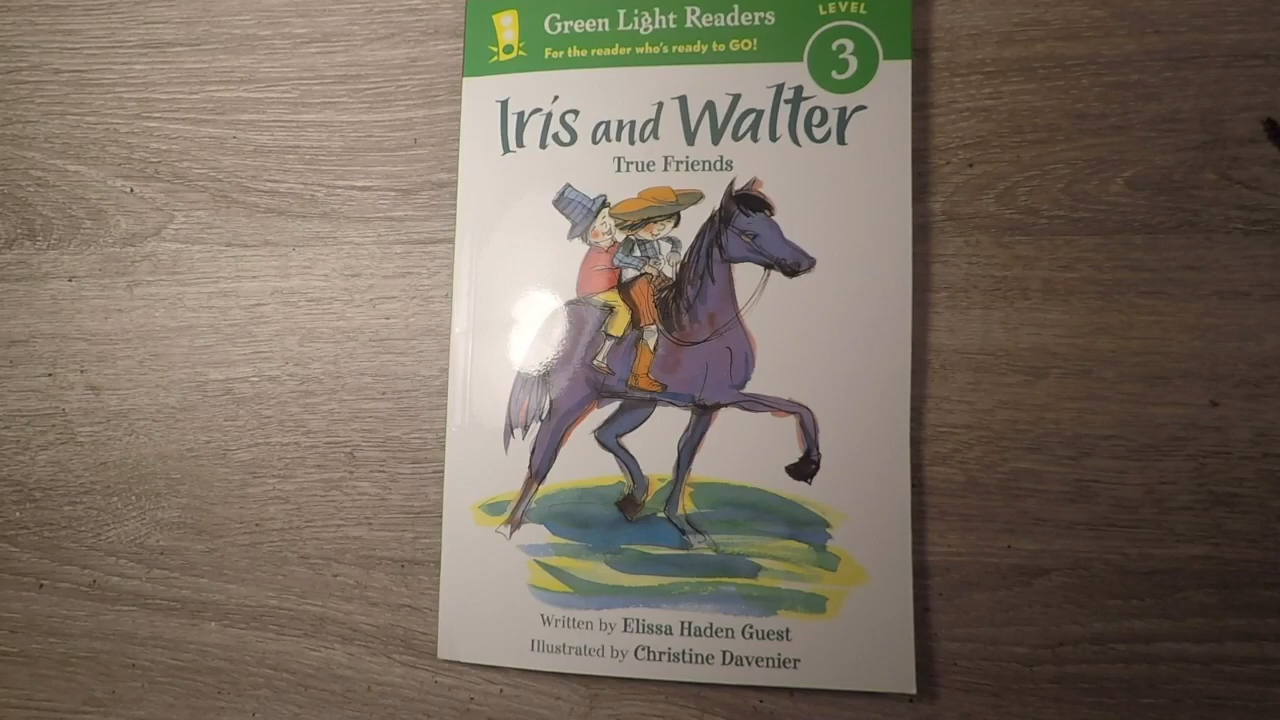 Green Light Readers
For the reader who's ready to GO!
LEVEL
3
Iris and Walter
True Friends
Written by Elissa Haden Guest
Illustrated by Christine Davenier